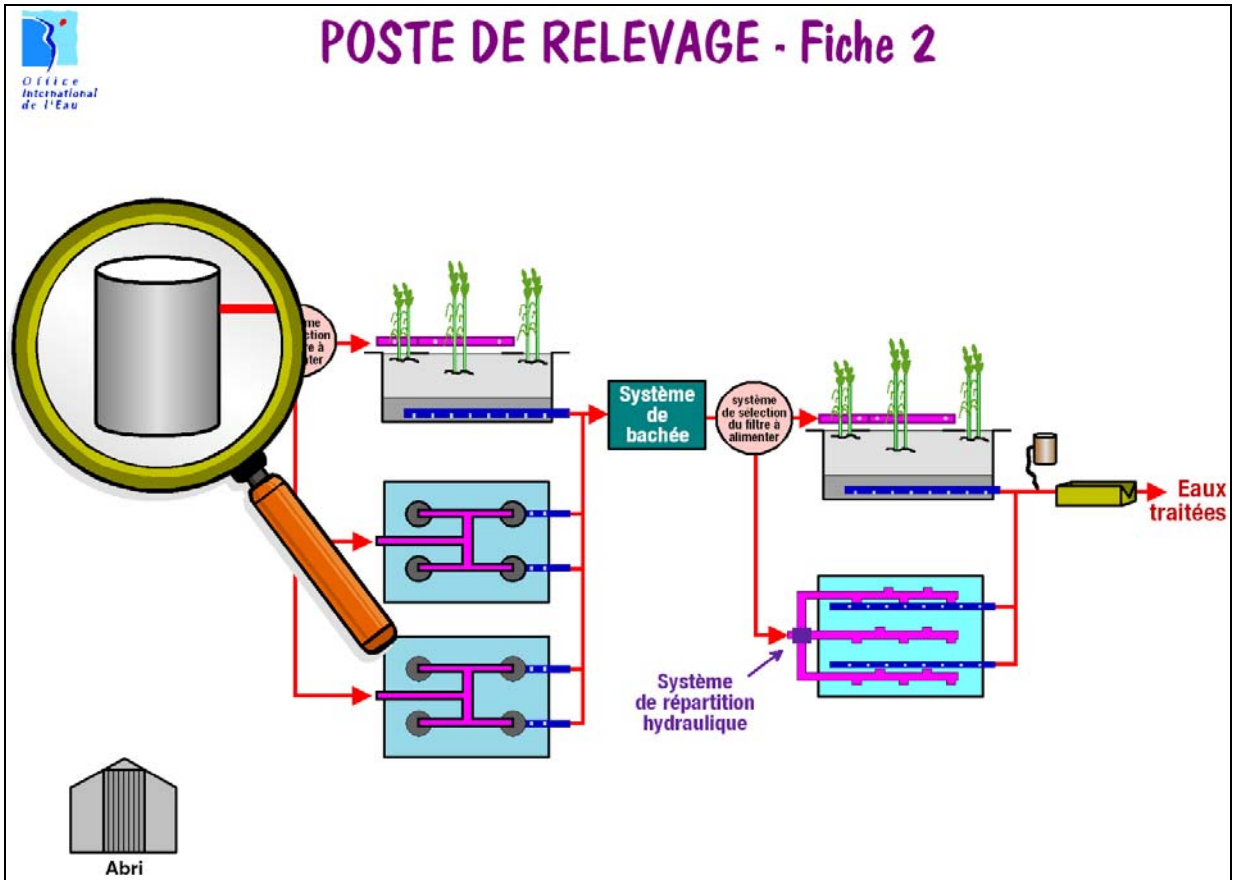 POSTE DE RELEVAGE - Fiche 2
Office
International
de l'Eau
Système
de
bachée
système
de sélection
du filtre à
alimenter
Eaux
traitées
Système
de répartition
hydraulique
Abri